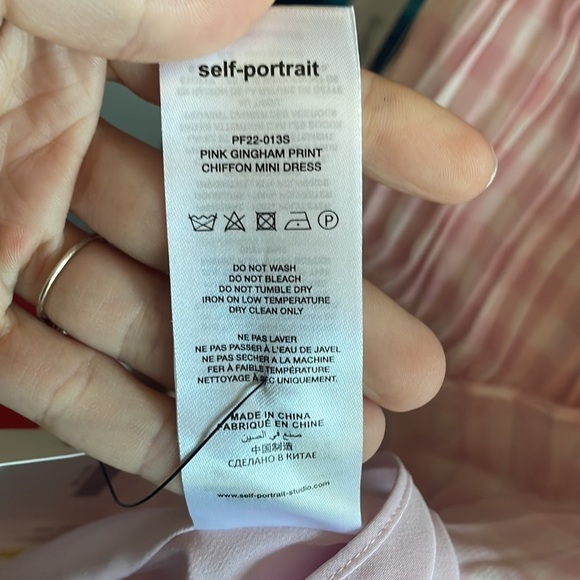 self-portrait
PF22-013S
PINK GINGHAM PRINT
CHIFFON MINI DRESS
P
DO NOT WASH
DO NOT BLEACH
DO NOT TUMBLE DRY
IRON ON LOW TEMPERATURE
DRY CLEAN ONLY
NE PAS LAVER
NE PAS PASSER À L'EAU DE JAVEL
NE PAS SECHER A LA MACHINE
FER À FAIBLE TEMPÉRATURE
NETTOYAGE À SEC UNIQUEMENT.
MADE IN CHINA
FABRIQUÉ EN CHINE
صنع في الصين
中国制造
СДЕЛАНО В КИТАЕ
www.self-portrait-studio.com